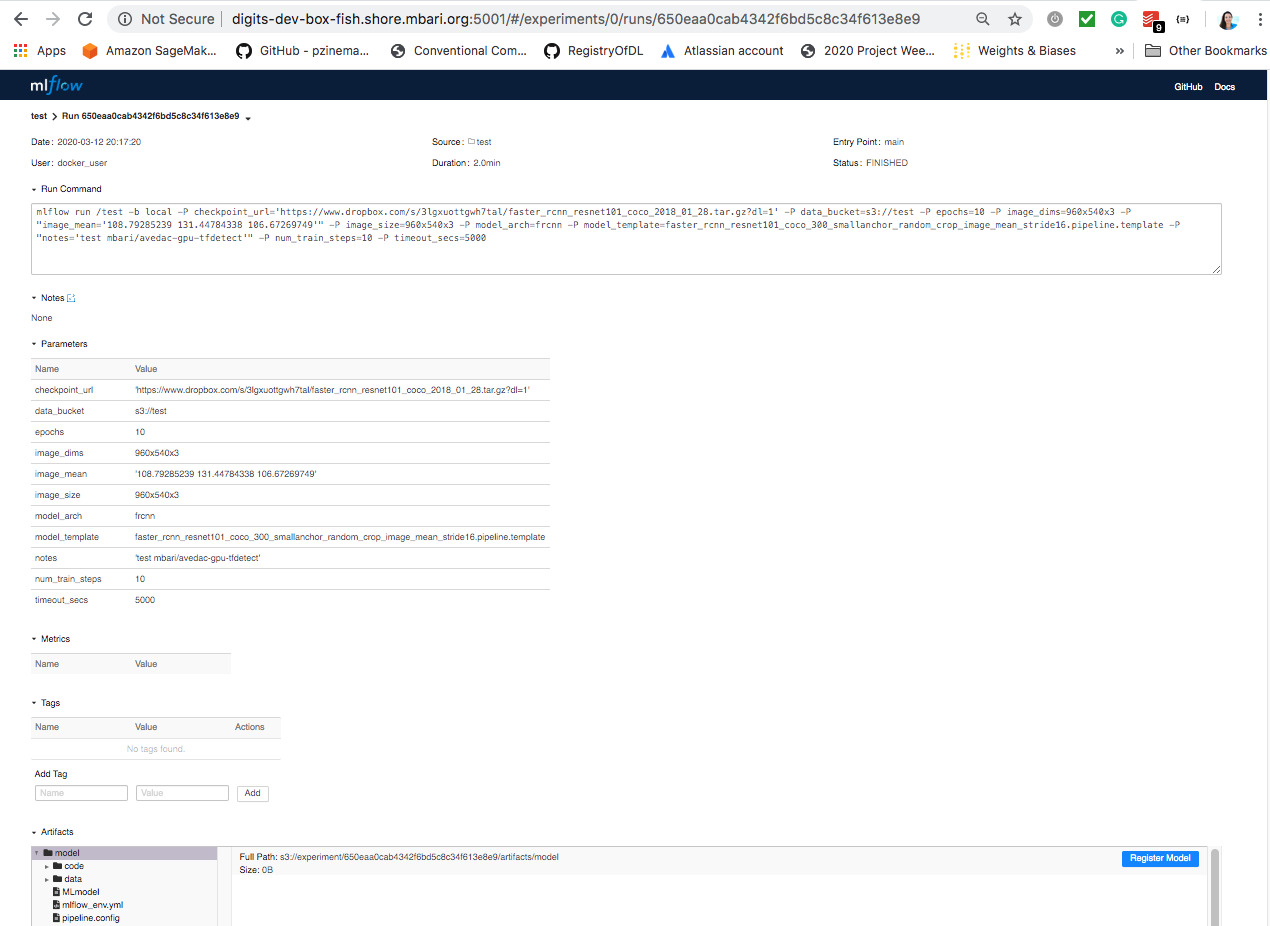 Not Secure digits-dev-box-fish.shore.mbari.org:5001/#/experiments/0/runs/650eaa0cab4342f6bd5c8c34f613e8e9 9
Apps Amazon SageMak... GitHub - pzinema... Conventional Com... RegistryOfDL Atlassian account 2020 Project Wee... Weights & Biases » Other Bookmarks
mlflow GitHub Docs
test > Run 650eaa0cab4342f6bd5c8c34f613e8e9
Date : 2020-03-12 20:17:20 Source : test Entry Point : main
User : docker_user Duration : 2.0min Status : FINISHED
Run Command
mlflow run /test -b local -P checkpoint_url='https://www.dropbox.com/s/3lgxuottgwh7tal/faster_rcnn_resnet101_coco_2018_01_28.tar.gz?dl=1' -P data_bucket=s3://test -P epochs=10 -P image_dims=960x540x3 -P
"image_mean='108.79285239 131.44784338 106.67269749'" -P image_size=960x540x3 -P model_arch=frcnn -P model_template=faster_rcnn_resnet101_coco_300_smallanchor_random_crop_image_mean_stride16.pipeline.template -P
"notes='test mbari/avedac-gpu-tfdetect'" -P num_train_steps=10 -P timeout_secs=5000
Notes
None
Parameters
Name Value
checkpoint_url 'https://www.dropbox.com/s/3lgxuottgwh7tal/faster_rcnn_resnet101_coco_2018_01_28.tar.gz?dl=1'
data_bucket s3://test
epochs 10
image_dims 960x540x3
image_mean '108.79285239 131.44784338 106.67269749'
image_size 960x540x3
model_arch frcnn
model_template faster_rcnn_resnet101_coco_300_smallanchor_random_crop_image_mean_stride16.pipeline.template
notes 'test mbari/avedac-gpu-tfdetect'
num_train_steps 10
timeout_secs 5000
Metrics
Name Value
Tags
Name Value Actions
No tags found.
Add Tag
Name Value Add
Artifacts
model
Full Path: s3://experiment/650eaa0cab4342f6bd5c8c34f613e8e9/artifacts/model Register Model
code
Size: 0B
data
MLmodel
mlflow_env.yml
pipeline.config